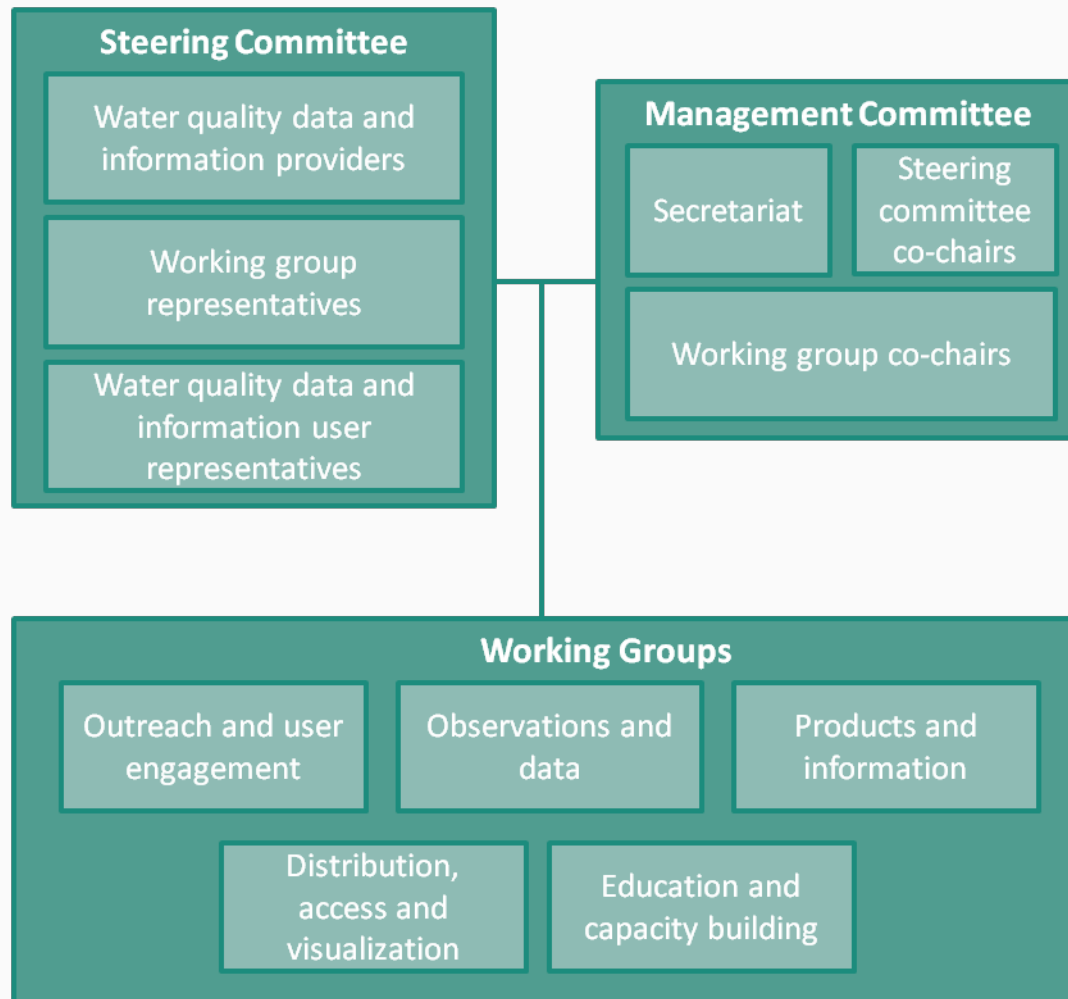 Steering Committee
Water quality data and
information providers
Working group
representatives
Water quality data and
information user
representatives
Management Committee
Secretariat
Steering
committee
co-chairs
Working group co-chairs
Working Groups
Outreach and user
engagement
Observations and
data
Products and
information
Distribution,
access and
visualization
Education and
capacity building